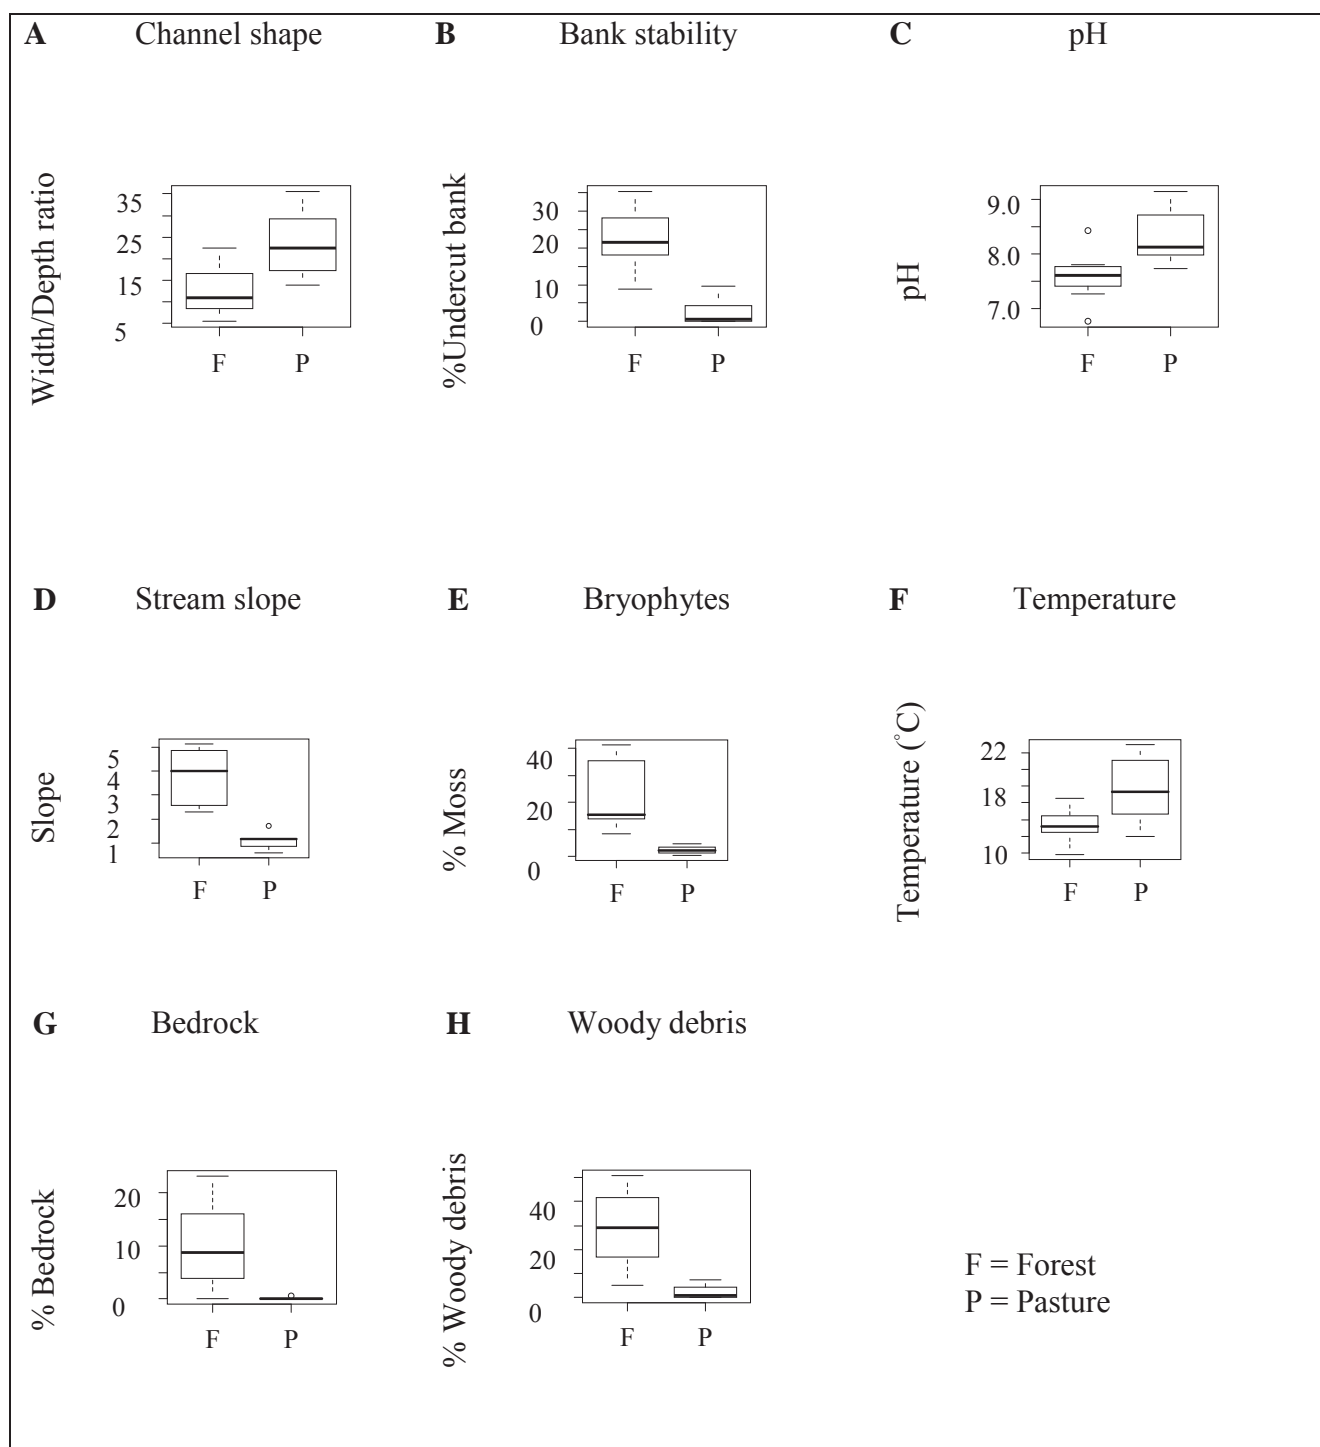 A Channel shape
B Bank stability
C pH
Width/Depth ratio
35
25
15
5
F P
%Undercut bank
30
20
10
0
F P
pH
9.0
8.0
7.0
F P
D Stream slope
E Bryophytes
F Temperature
Slope
5
4
3
2
1
F P
% Moss
40
20
0
F P
Temperature (°C)
22
18
10
F P
G Bedrock
H Woody debris
% Bedrock
20
10
0
F P
% Woody debris
40
20
0
F P
F = Forest
P = Pasture